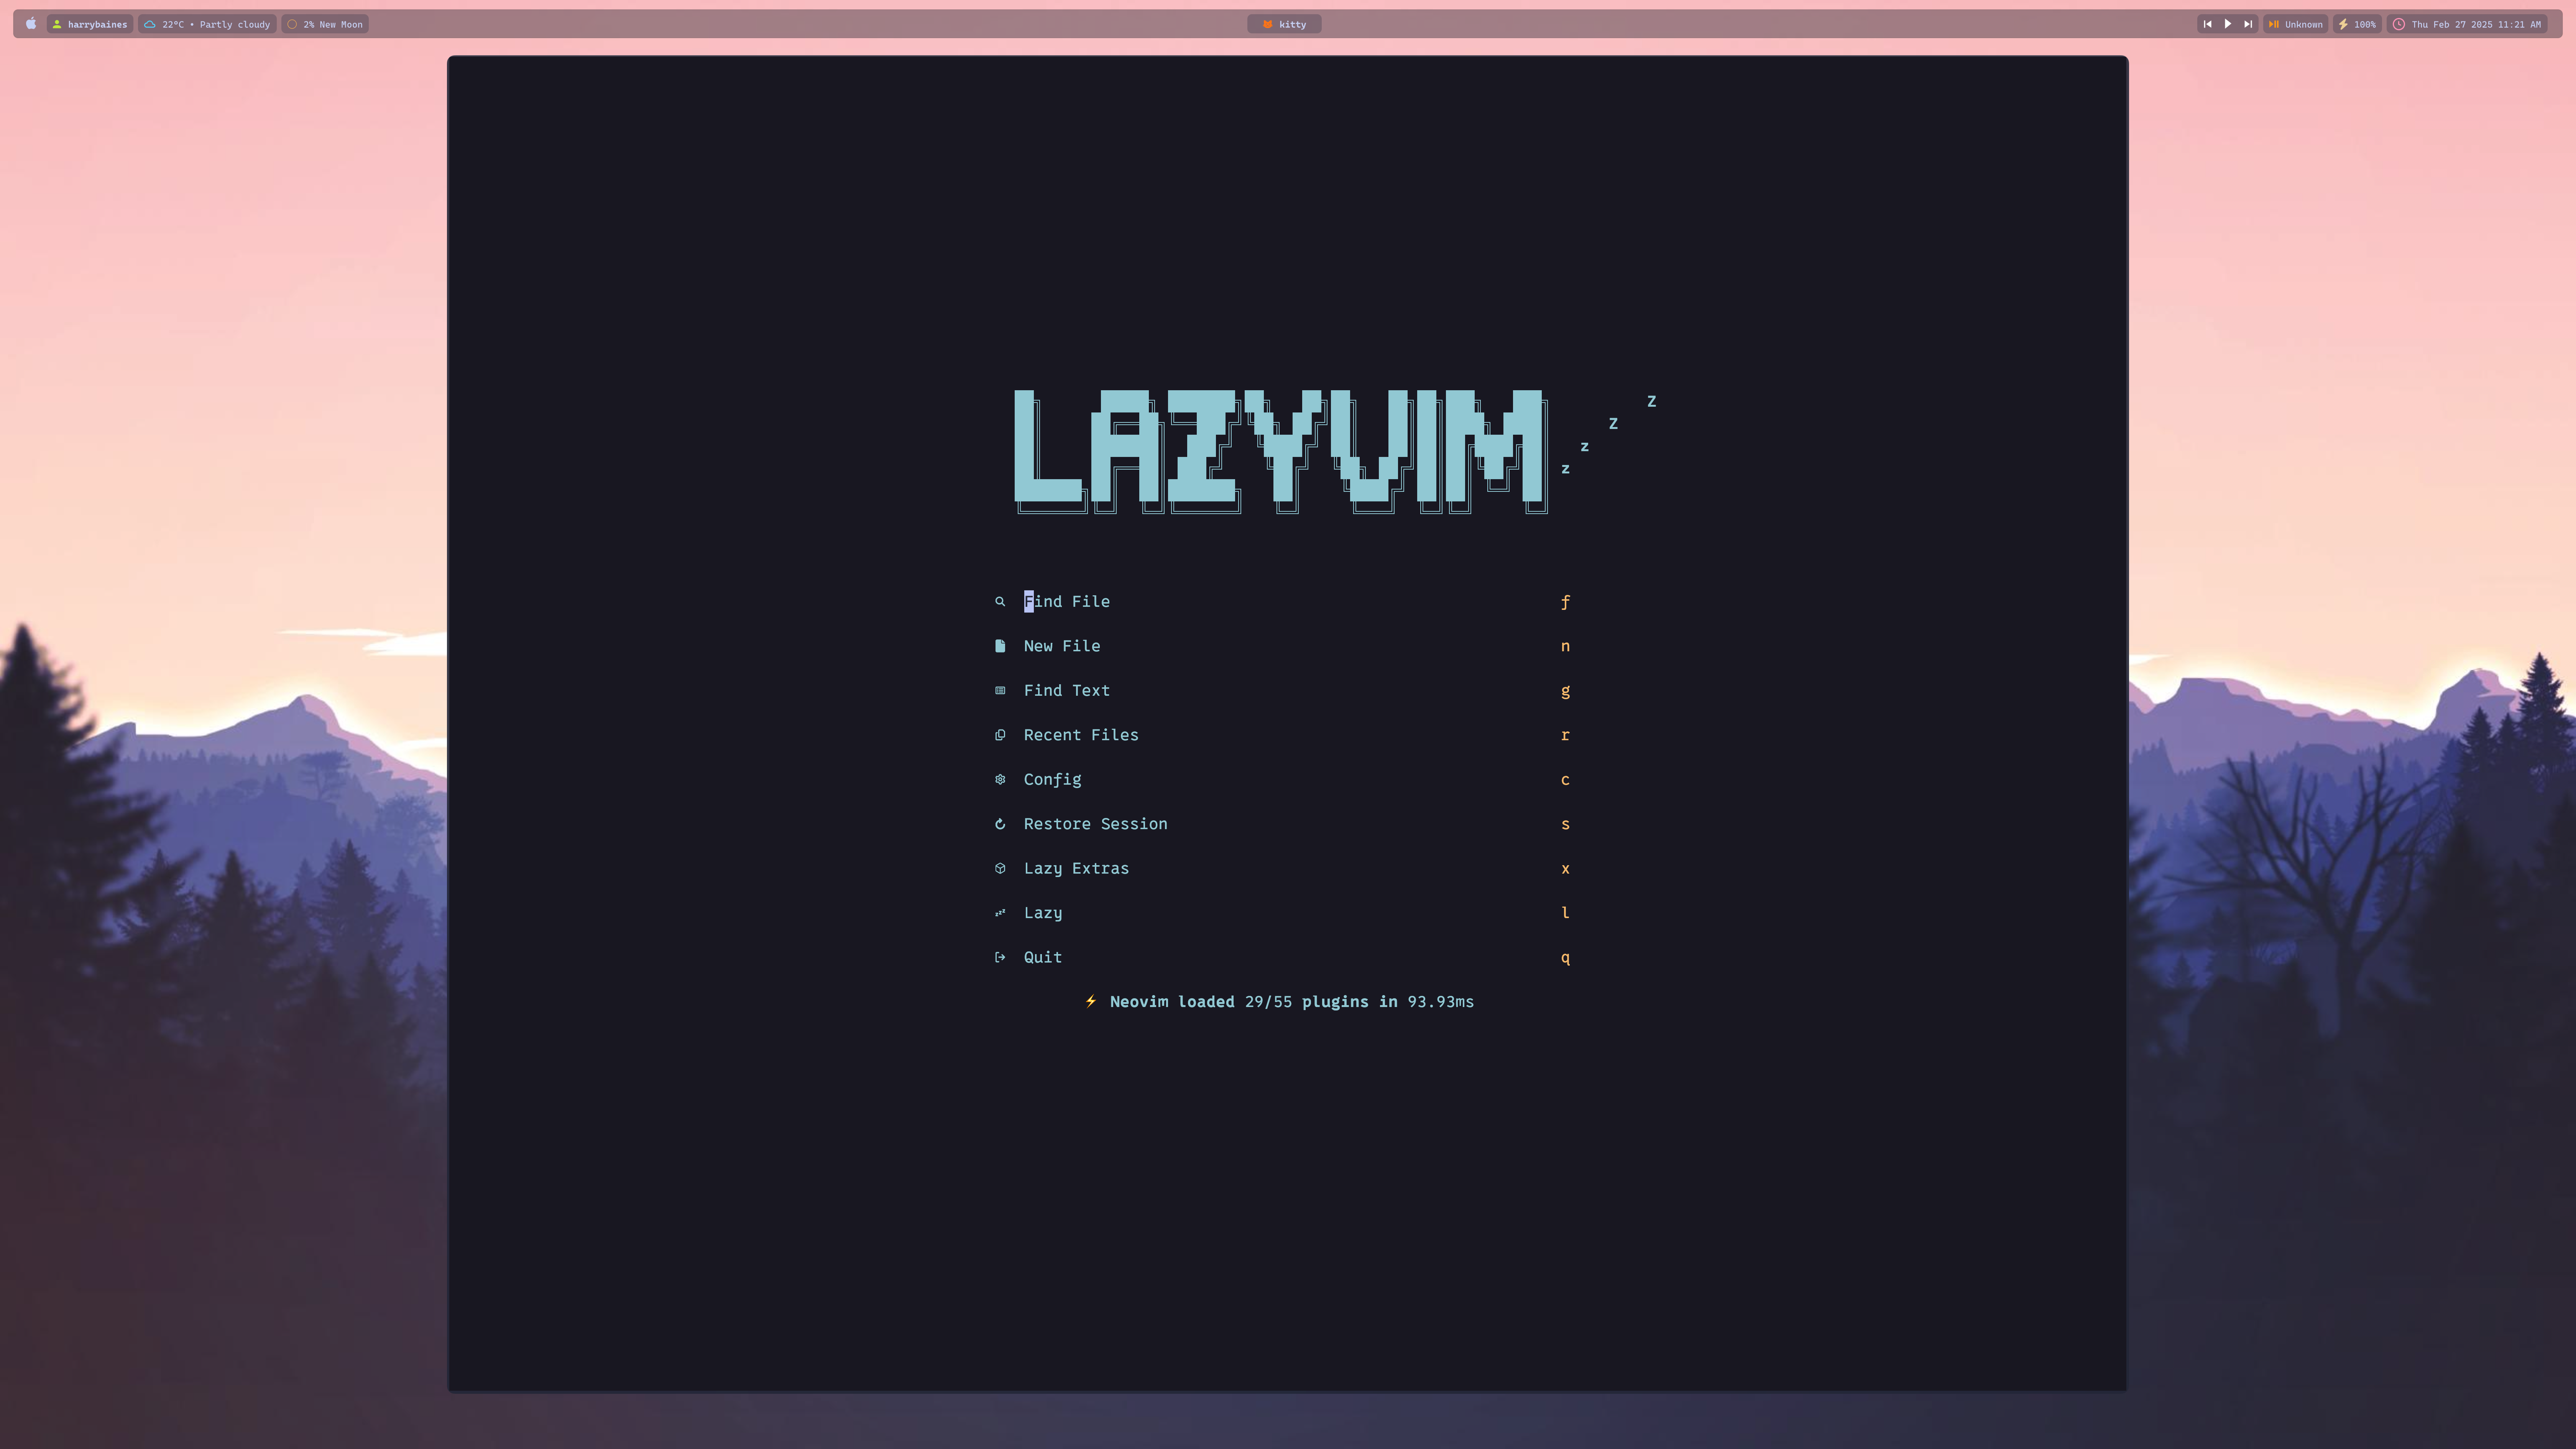 harrybaines 22°C • Partly cloudy 2% New Moon kitty Unknown 100% Thu Feb 27 2025 11:21 AM
LAZYVIM Z
Z
z
z
Find File f
New File n
Find Text g
Recent Files r
Config c
Restore Session s
Lazy Extras x
Lazy l
Quit q
⚡ Neovim loaded 29/55 plugins in 93.93ms